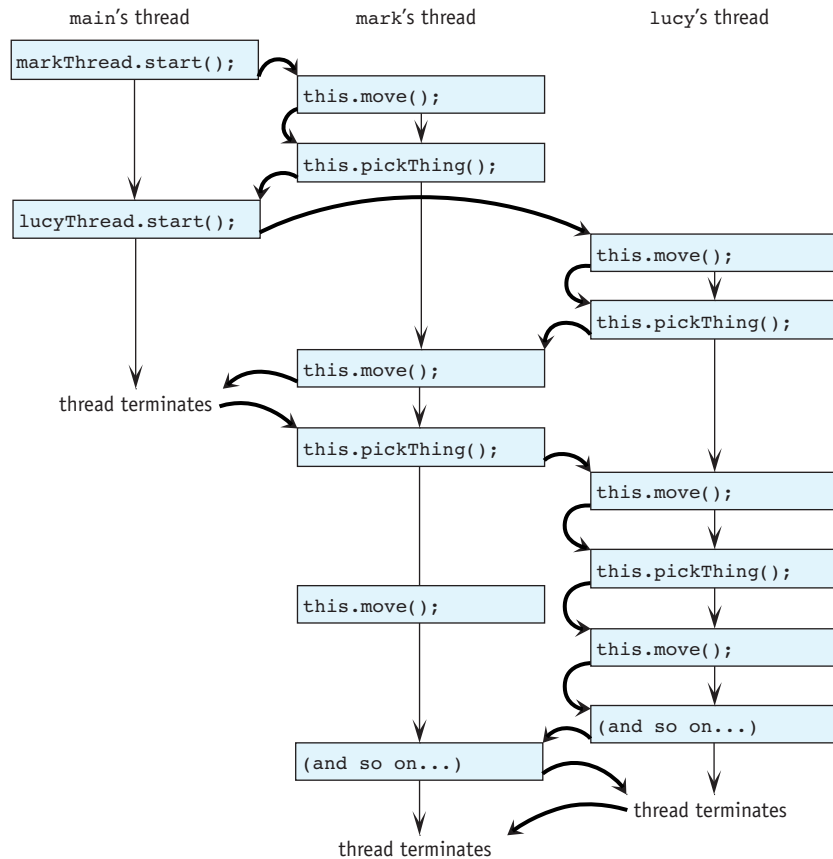 main's thread
mark's thread
lucy's thread
markThread.start();
this.move();
this.pickThing();
lucyThread.start();
this.move();
this.pickThing();
this.move();
thread terminates
this.pickThing();
this.move();
this.pickThing();
this.move();
this.move();
(and so on...)
(and so on...)
thread terminates
thread terminates